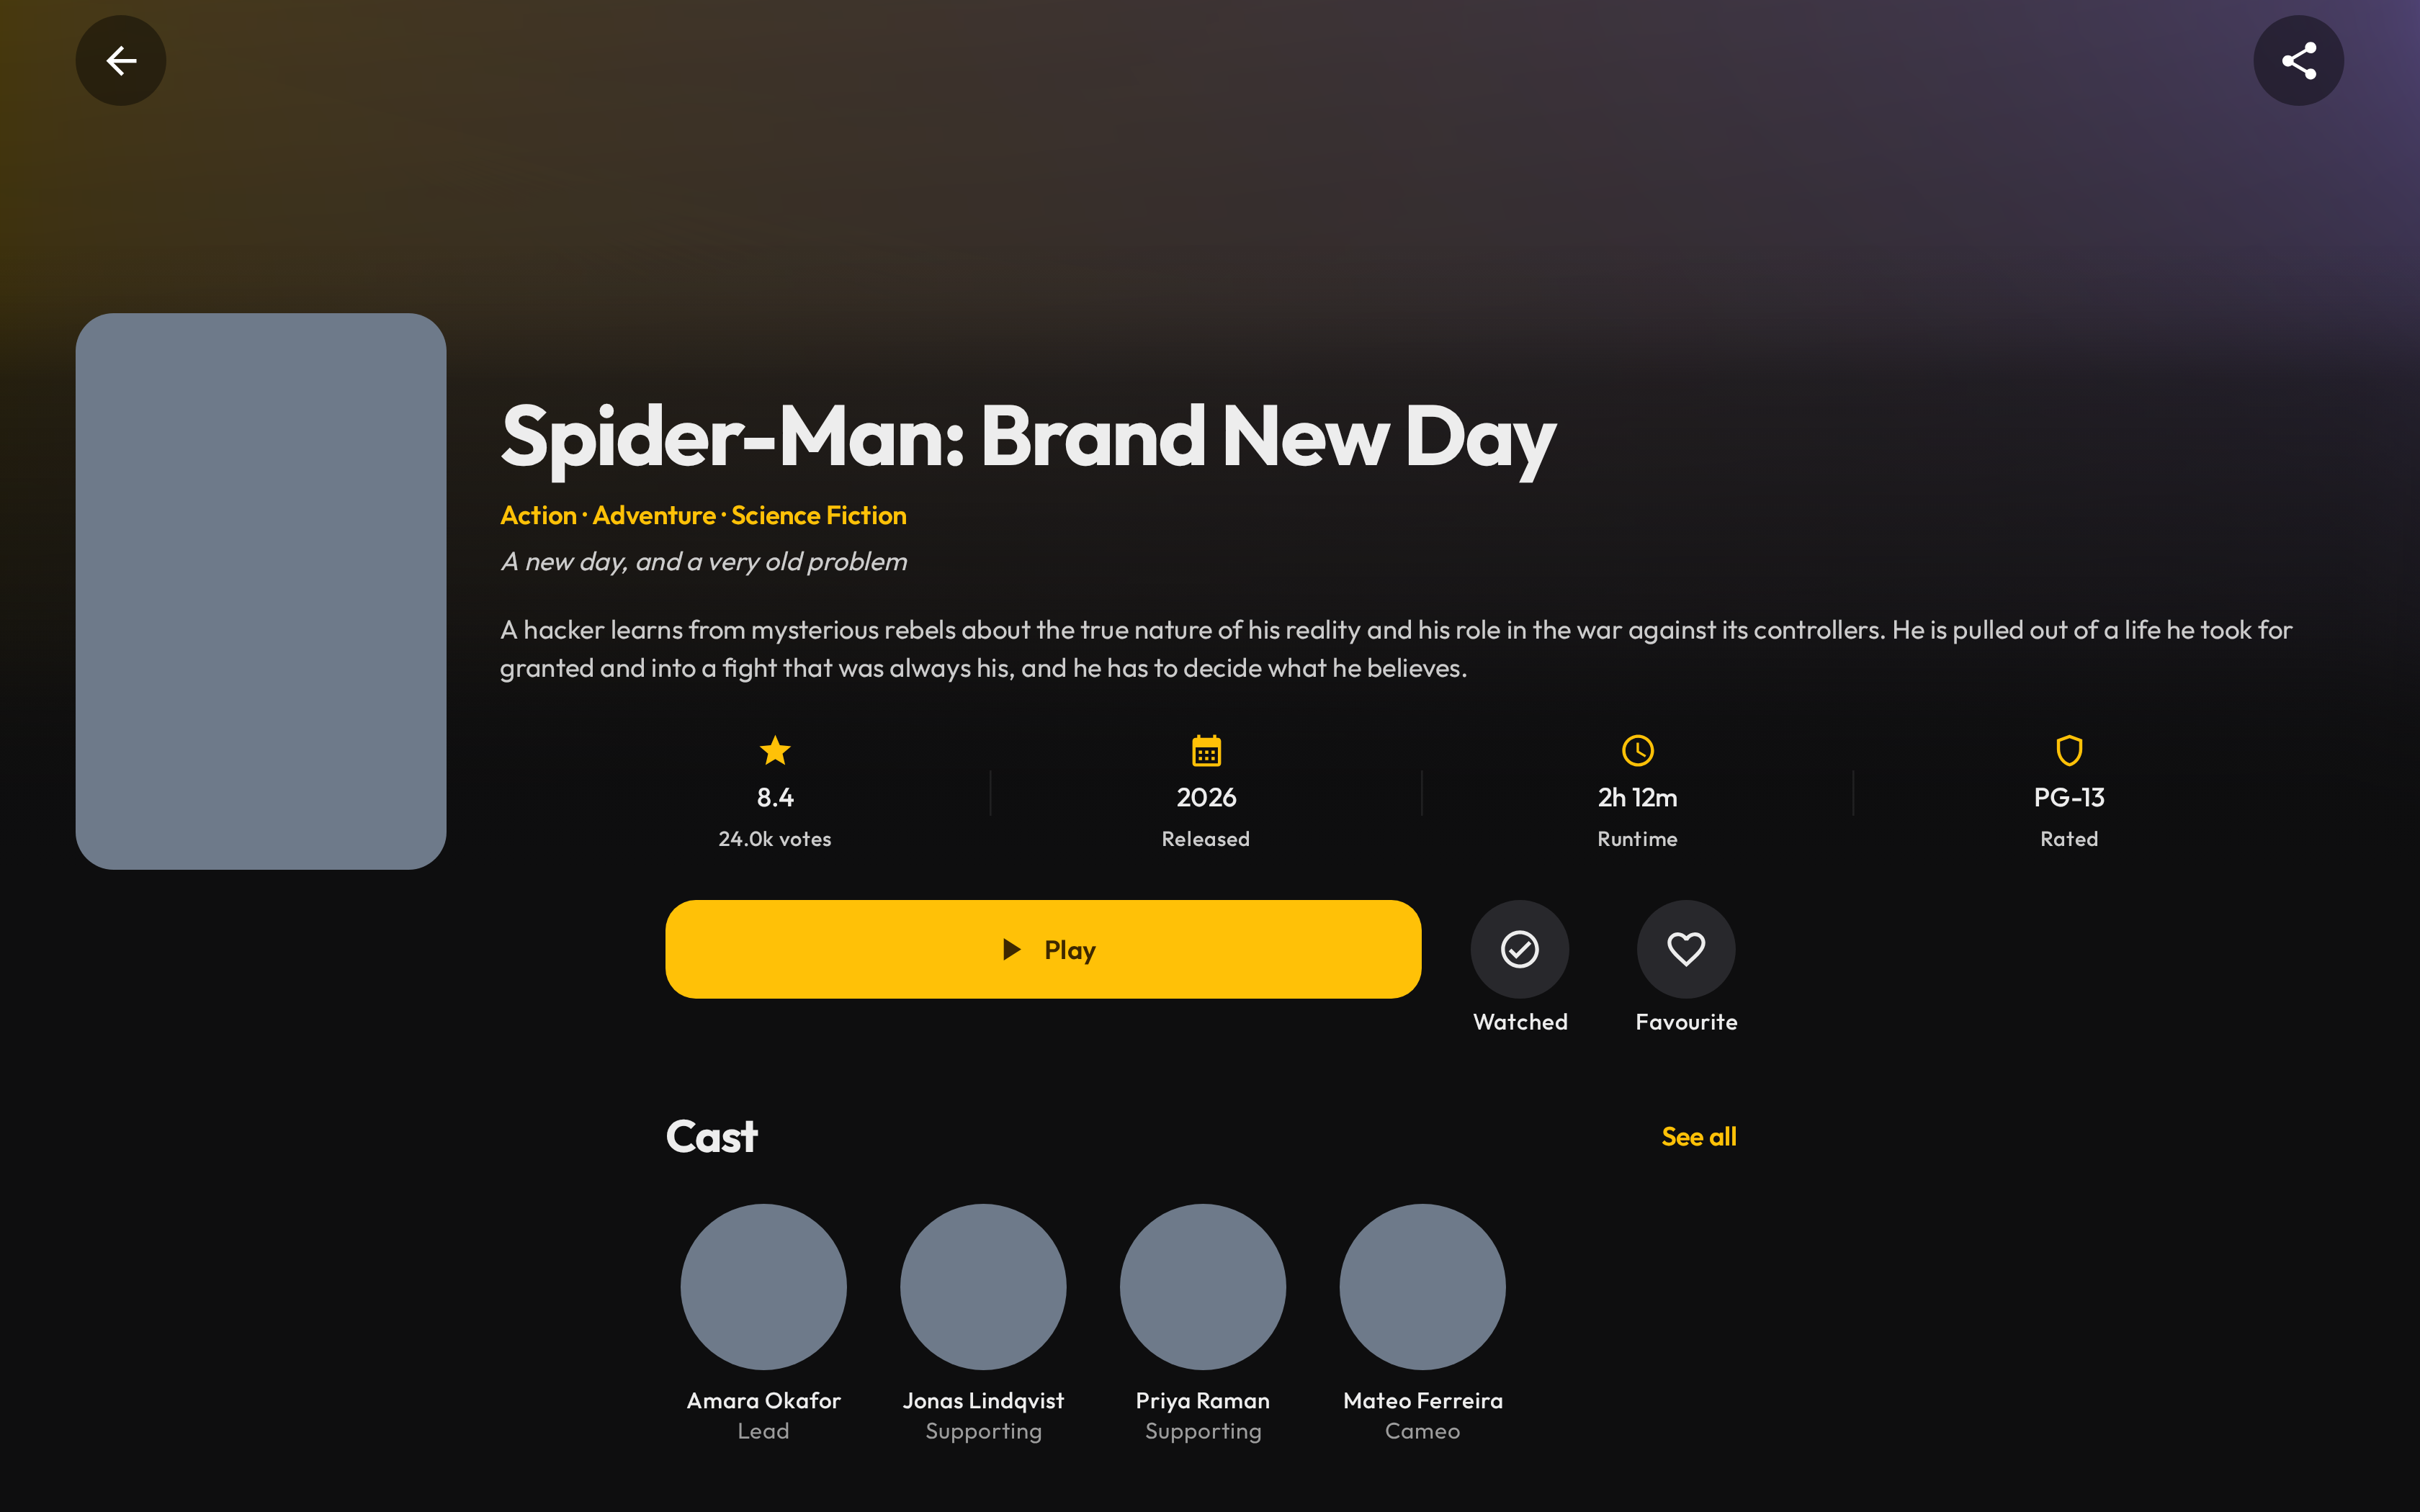 Spider-Man: Brand New Day
Action · Adventure · Science Fiction
A new day, and a very old problem
A hacker learns from mysterious rebels about the true nature of his reality and his role in the war against its controllers. He is pulled out of a life he took for
granted and into a fight that was always his, and he has to decide what he believes.
8.4
24.0k votes
2026
Released
2h 12m
Runtime
PG-13
Rated
Play
Watched
Favourite
Cast
See all
Amara Okafor
Lead
Jonas Lindqvist
Supporting
Priya Raman
Supporting
Mateo Ferreira
Cameo